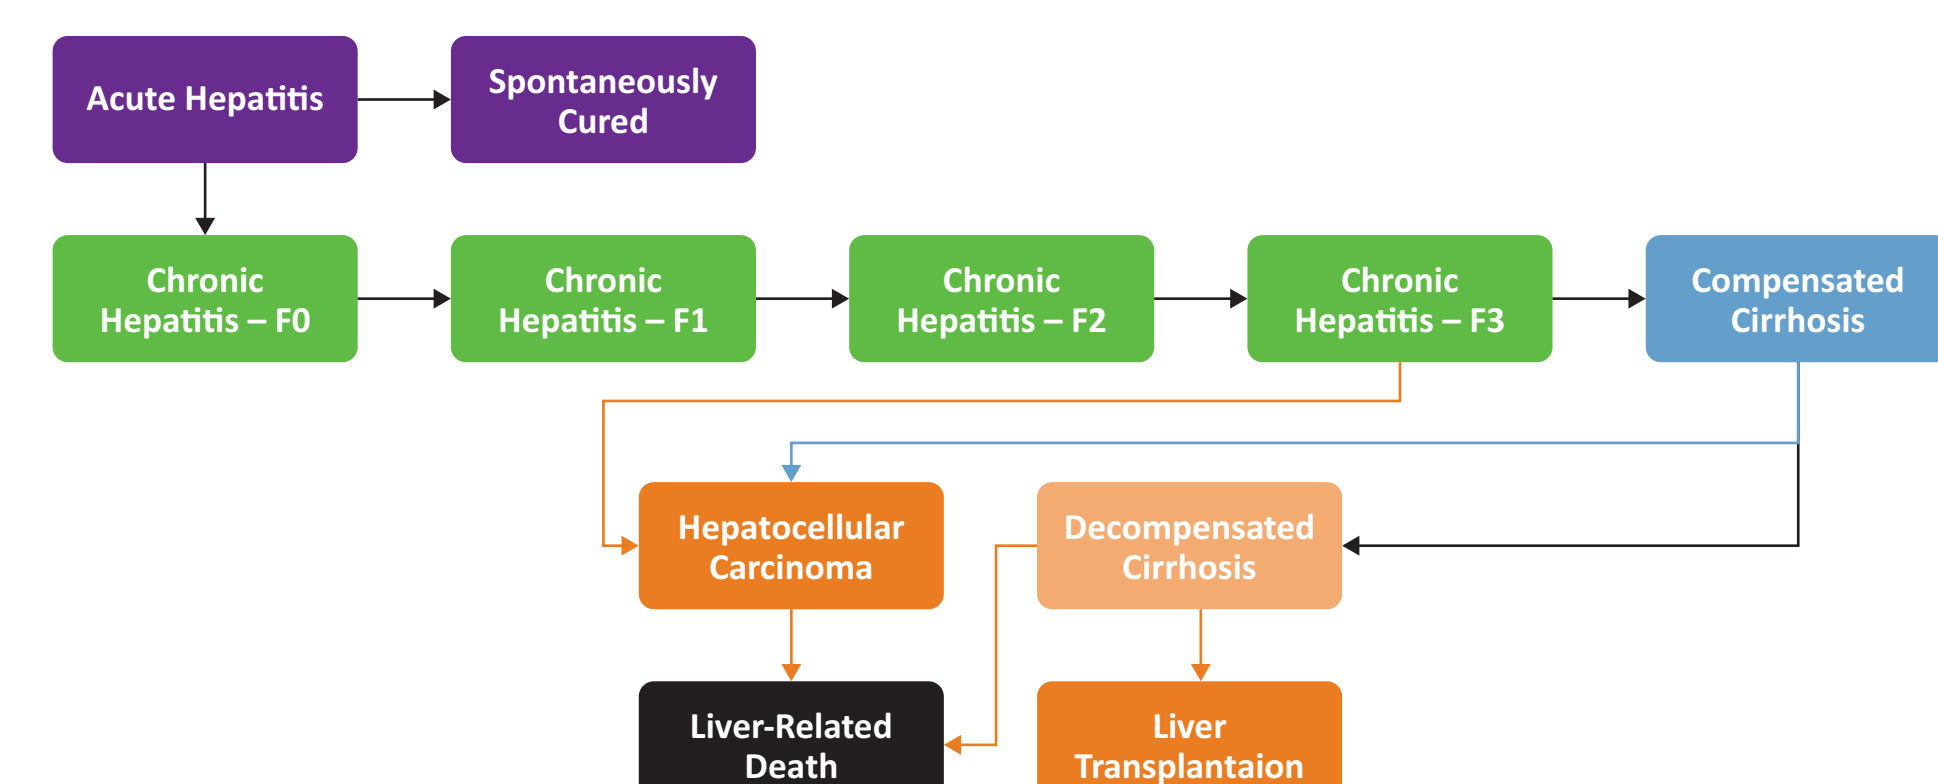 Acute Hepatitis
Spontaneously
Cured
Chronic
Hepatitis – F0
Chronic
Hepatitis – F1
Chronic
Hepatitis – F2
Chronic
Hepatitis – F3
Compensated
Cirrhosis
Hepatocellular
Carcinoma
Decompensated
Cirrhosis
Liver-Related
Death
Liver
Transplantaion